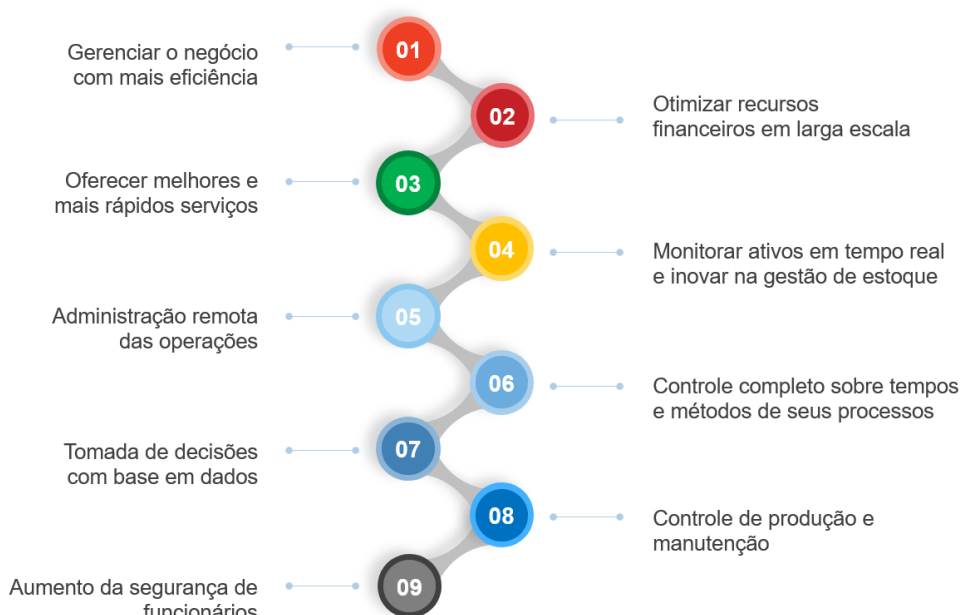 01
Gerenciar o negócio
com mais eficiência
02
Otimizar recursos
financeiros em larga escala
03
Oferecer melhores e
mais rápidos serviços
04
Monitorar ativos em tempo real
e inovar na gestão de estoque
05
Administração remota
das operações
06
Controle completo sobre tempos
e métodos de seus processos
07
Tomada de decisões
com base em dados
08
Controle de produção e
manutenção
09
Aumento da segurança de
funcionários